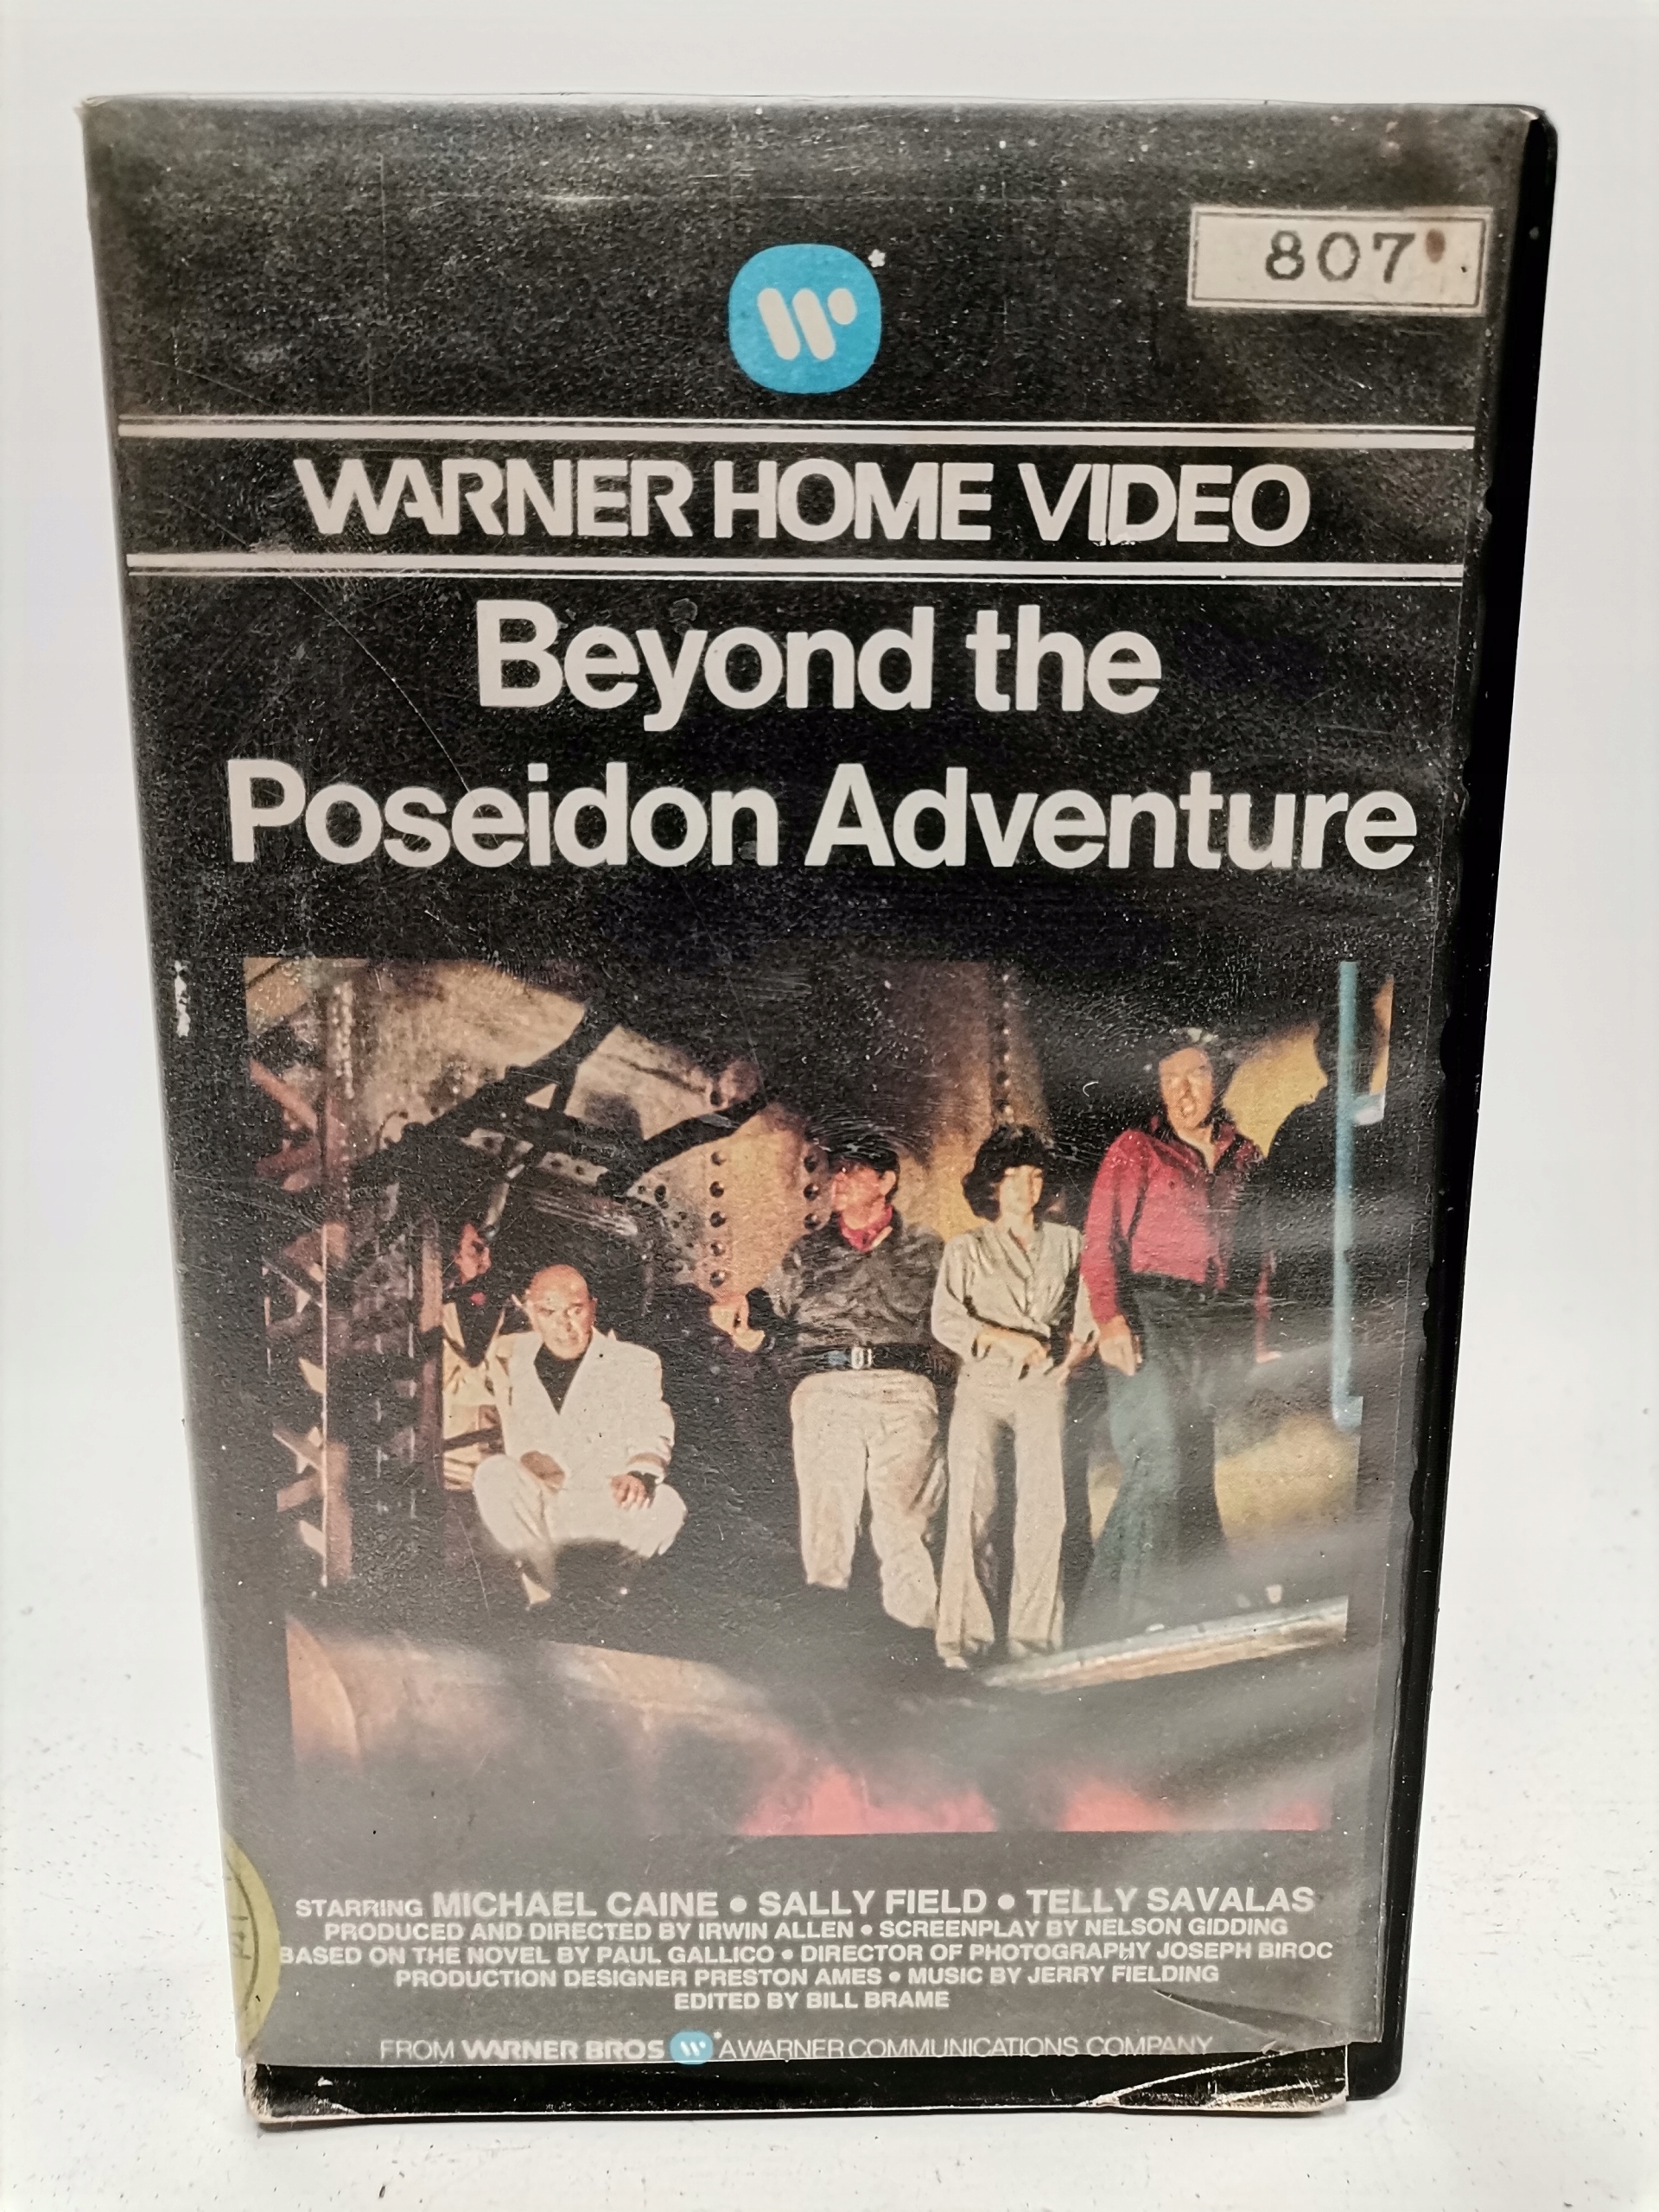 807
WARNER HOME VIDEO
Beyond the
Poseidon Adventure
STARRING MICHAEL CAINE • SALLY FIELD • TELLY SAVALAS
PRODUCED AND DIRECTED BY IRWIN ALLEN • SCREENPLAY BY NELSON GIDDING
BASED ON THE NOVEL BY PAUL GALLICO • DIRECTOR OF PHOTOGRAPHY JOSEPH BIROC
PRODUCTION DESIGNER PRESTON AMES • MUSIC BY JERRY FIELDING
EDITED BY BILL BRAME
FROM WARNER BROS A WARNER COMMUNICATIONS COMPANY